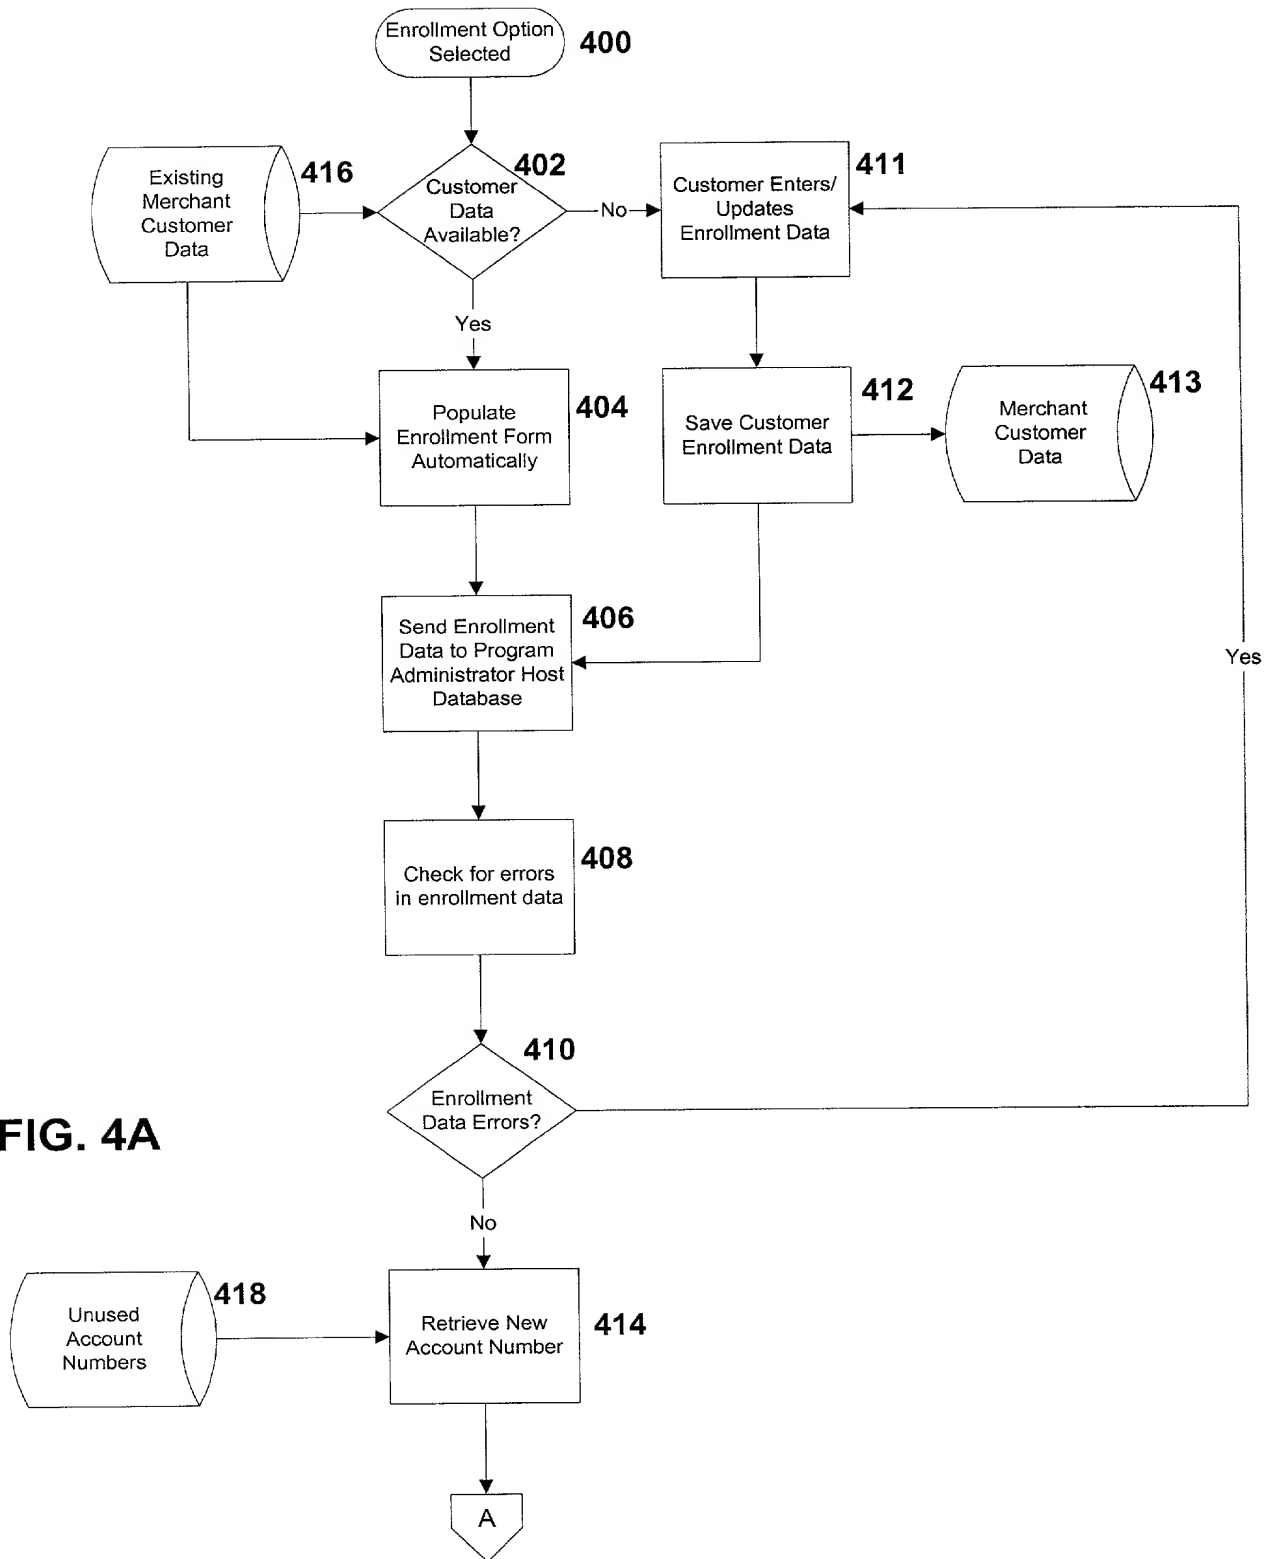 Enrollment Option
Selected
400
Existing
Merchant
Customer
Data
416
402
Customer
Data
Available?
No
Customer Enters/
Updates
Enrollment Data
411
Yes
Populate
Enrollment Form
Automatically
404
Save Customer
Enrollment Data
412
Merchant
Customer
Data
413
Send Enrollment
Data to Program
Administrator Host
Database
406
Yes
Check for errors
in enrollment data
408
Enrollment
Data Errors?
410
FIG. 4A
No
Unused
Account
Numbers
418
Retrieve New
Account Number
414
A